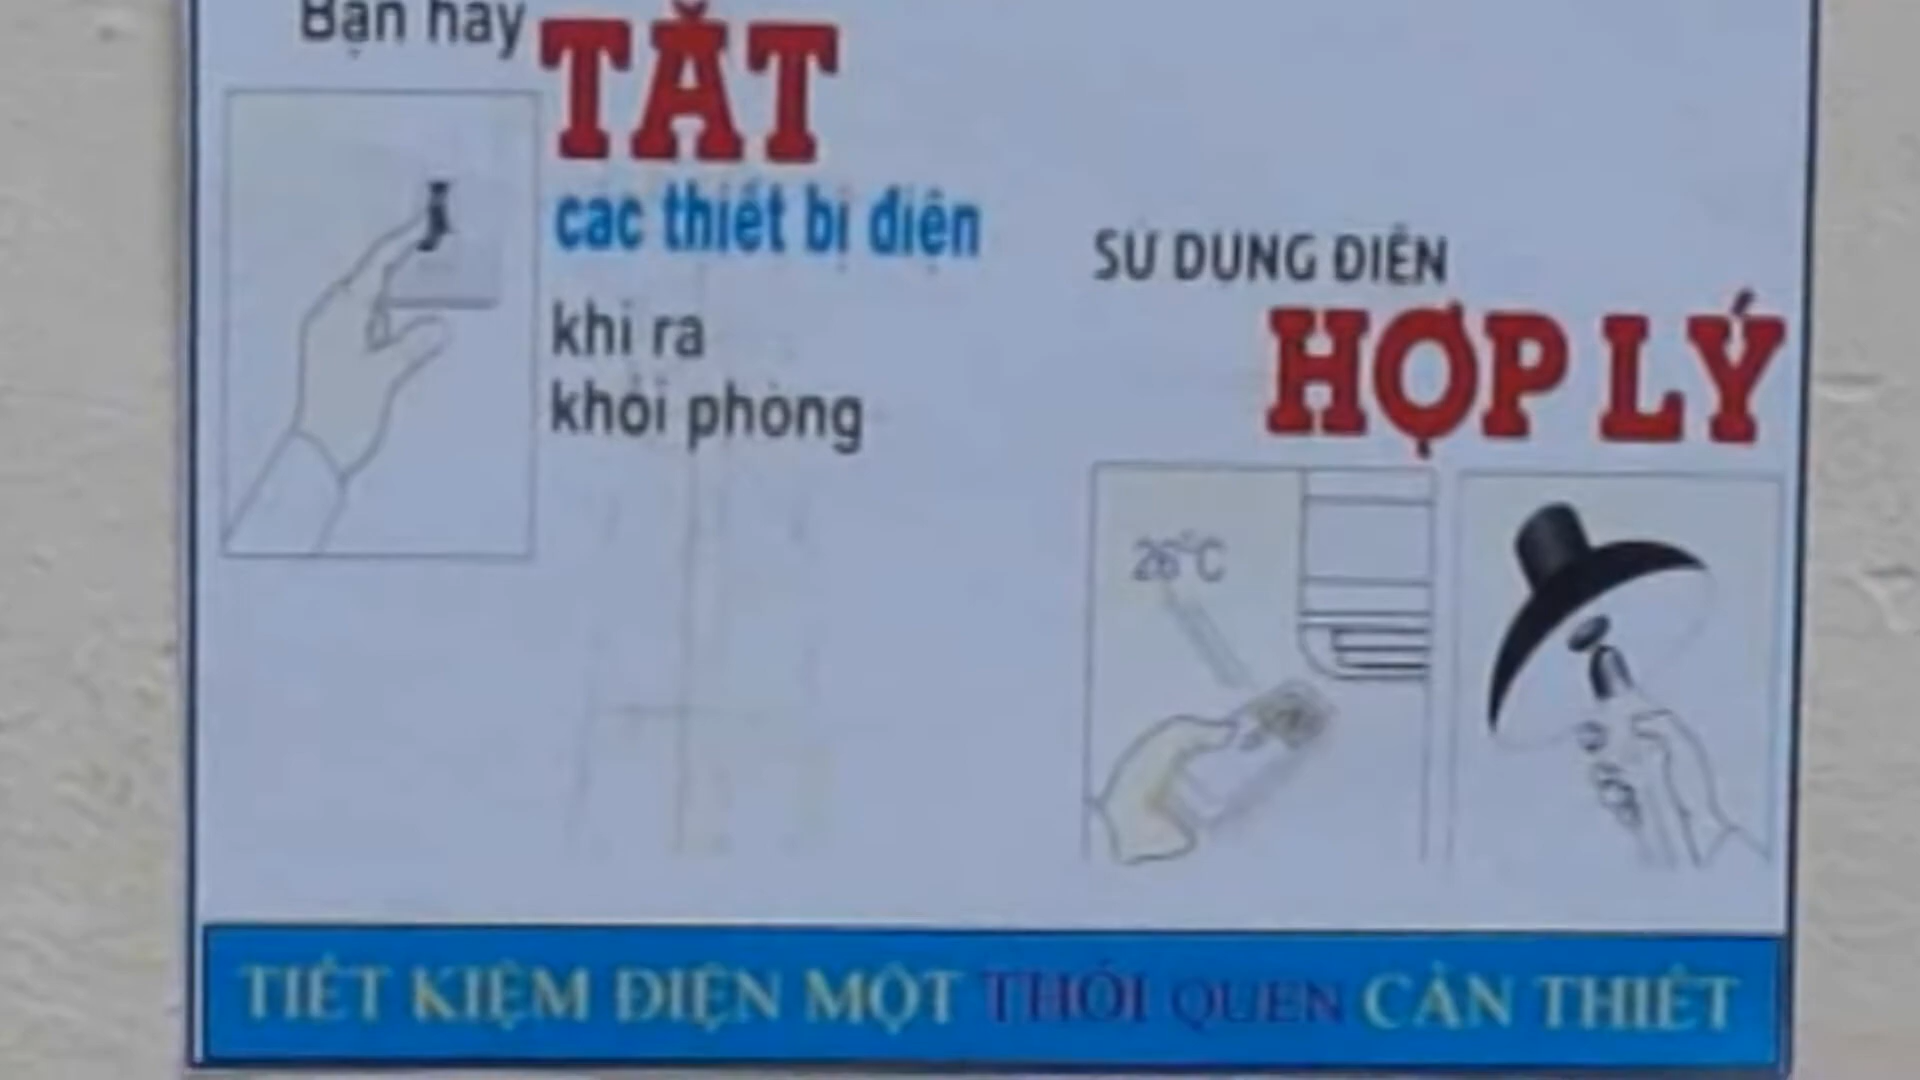 Bạn hãy TẮT
các thiết bị điện
khi ra
khỏi phòng
SỬ DỤNG ĐIỆN
HỢP LÝ
26°C
TIẾT KIỆM ĐIỆN MỘT THÓI QUEN CẦN THIẾT